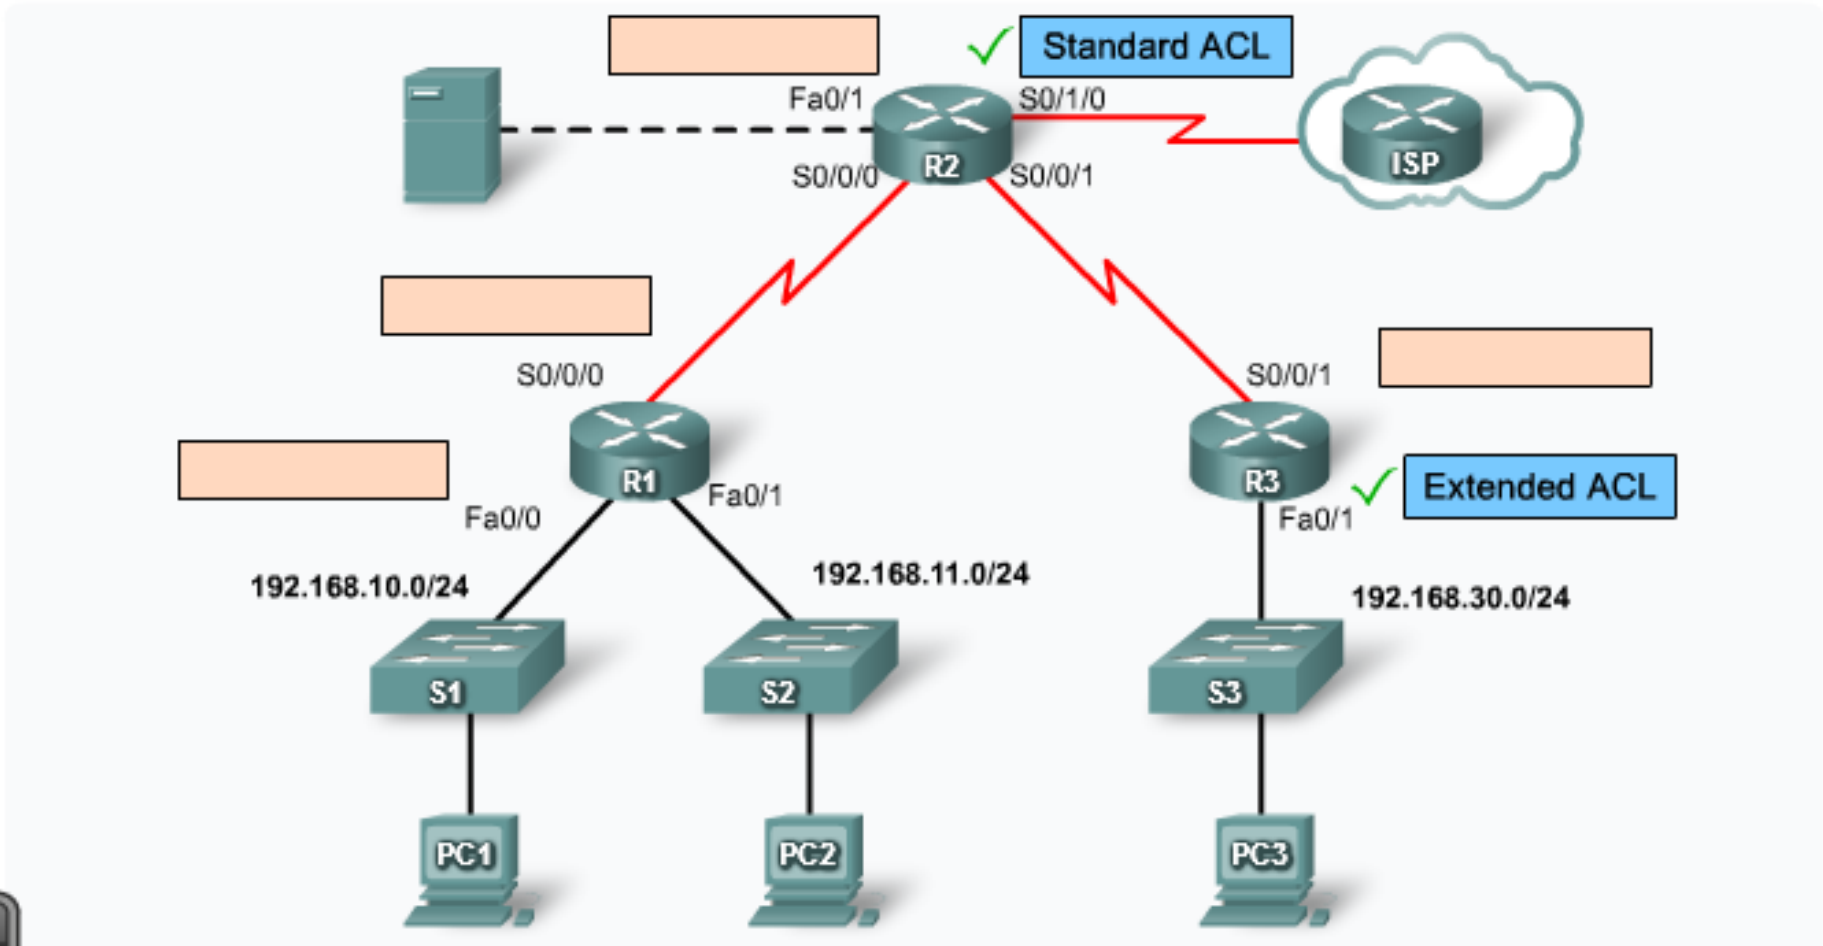 Standard ACL
Fa0/1
S0/1/0
R2
ISP
S0/0/0
S0/0/1
S0/0/0
S0/0/1
R1
R3
Extended ACL
Fa0/1
Fa0/0
Fa0/1
192.168.10.0/24
192.168.11.0/24
192.168.30.0/24
S1
S2
S3
PC1
PC2
PC3